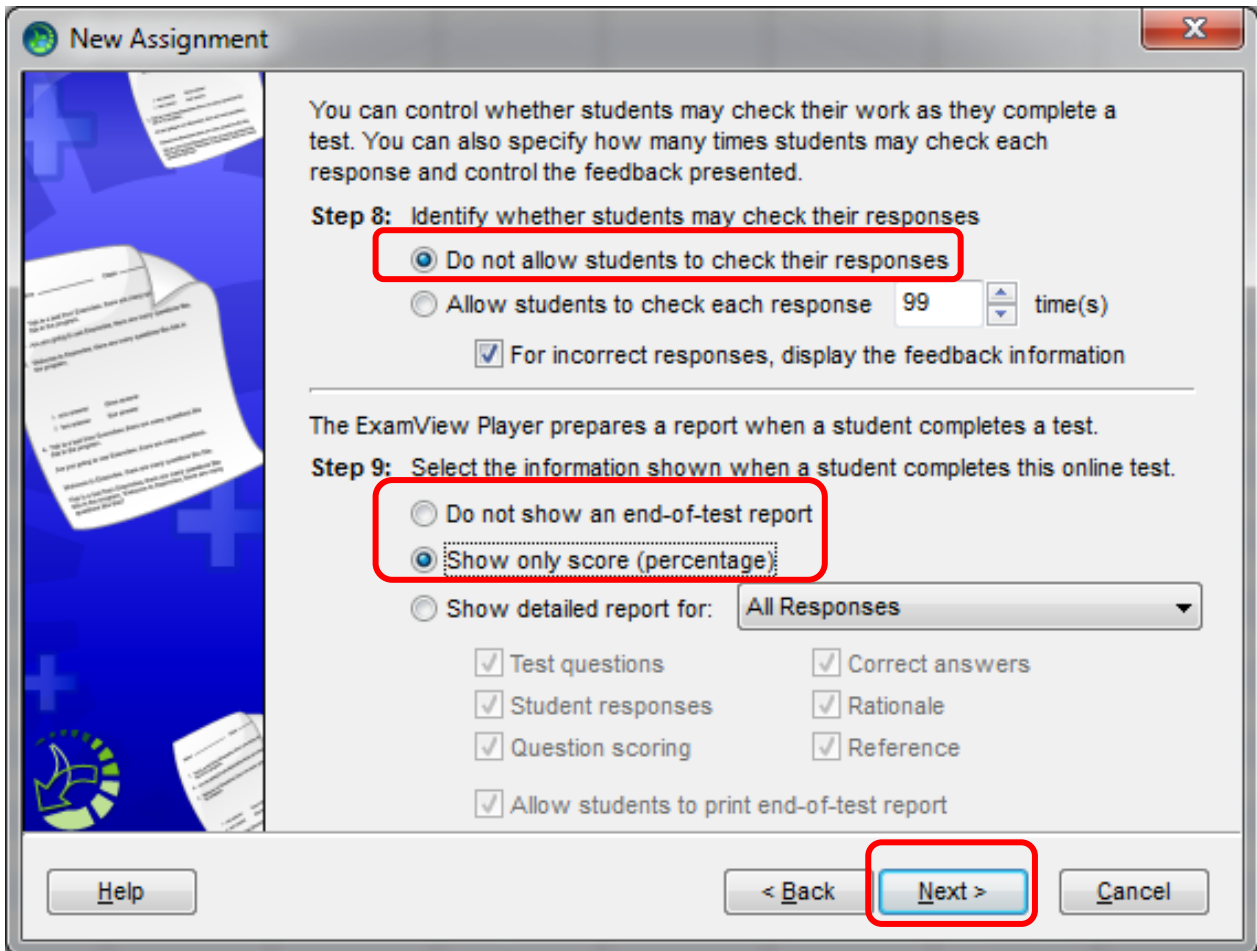 New Assignment
You can control whether students may check their work as they complete a
test. You can also specify how many times students may check each
response and control the feedback presented.
Step 8: Identify whether students may check their responses
Do not allow students to check their responses
Allow students to check each response 99 time(s)
For incorrect responses, display the feedback information
The ExamView Player prepares a report when a student completes a test.
Step 9: Select the information shown when a student completes this online test.
Do not show an end-of-test report
Show only score (percentage)
Show detailed report for: All Responses
Test questions Correct answers
Student responses Rationale
Question scoring Reference
Allow students to print end-of-test report
Help < Back Next > Cancel